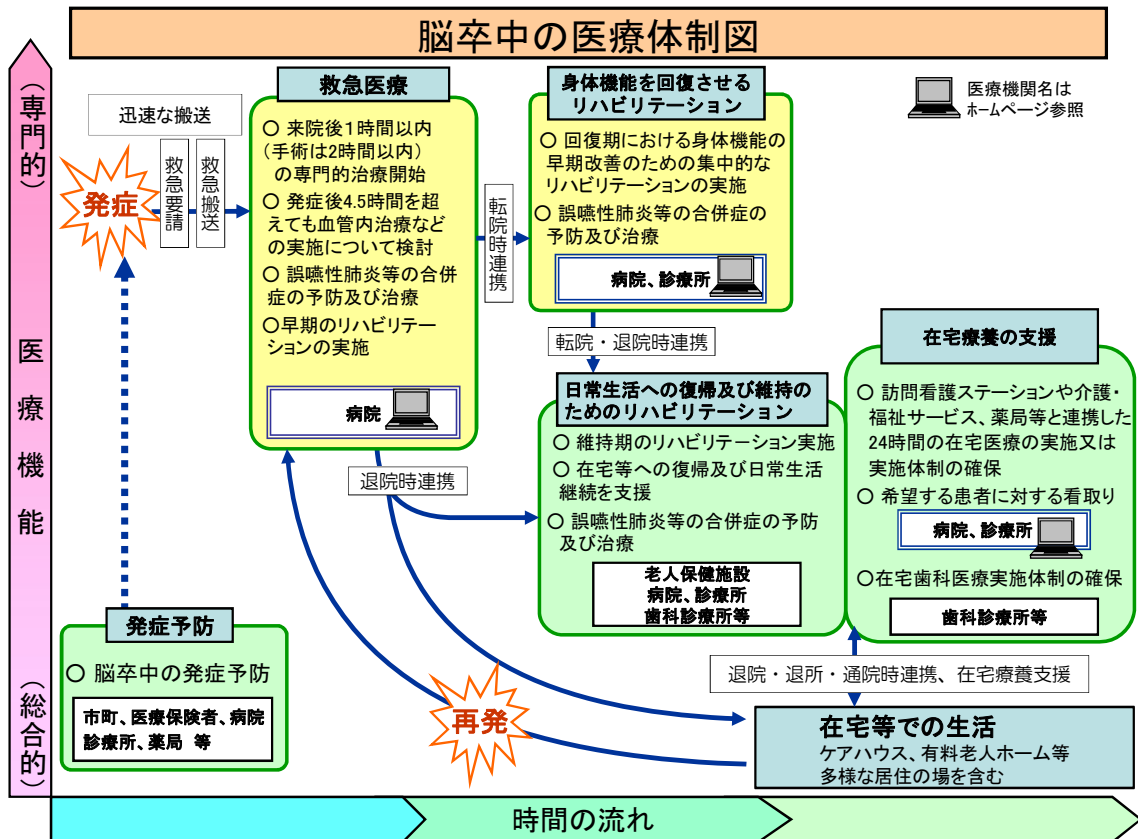 脳卒中の医療体制図
（専門的）
医療機能
（総合的）
医療機関名は
ホームページ参照
迅速な搬送
発症
救急要請
救急搬送
救急医療
○ 来院後１時間以内
（手術は2時間以内）
の専門的治療開始
○ 発症後4.5時間を超
えても血管内治療など
の実施について検討
○ 誤嚥性肺炎等の合併
症の予防及び治療
○早期のリハビリテー
ションの実施
病院
転院時連携
身体機能を回復させる
リハビリテーション
○ 回復期における身体機能の
早期改善のための集中的な
リハビリテーションの実施
○ 誤嚥性肺炎等の合併症の
予防及び治療
病院、診療所
転院・退院時連携
退院時連携
日常生活への復帰及び維持の
ためのリハビリテーション
○ 維持期のリハビリテーション実施
○ 在宅等への復帰及び日常生活
継続を支援
○ 誤嚥性肺炎等の合併症の予防
及び治療
老人保健施設
病院、診療所
歯科診療所等
在宅療養の支援
○ 訪問看護ステーションや介護・
福祉サービス、薬局等と連携した
24時間の在宅医療の実施又は
実施体制の確保
○ 希望する患者に対する看取り
病院、診療所
○在宅歯科医療実施体制の確保
歯科診療所等
発症予防
○ 脳卒中の発症予防
市町、医療保険者、病院
診療所、薬局 等
再発
退院・退所・通院時連携、在宅療養支援
在宅等での生活
ケアハウス、有料老人ホーム等
多様な居住の場を含む
時間の流れ